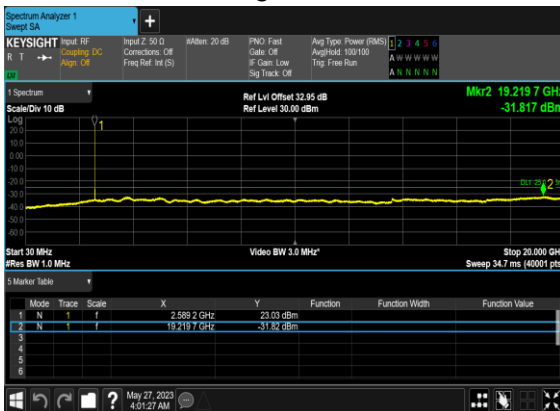 Spectrum Analyzer 1
Swept SA
KEYSIGHT Input: RF Input Z: 50 Ω #Atten: 20 dB PNO: Fast Avg Type: Power (RMS) 1 2 3 4 5 6
R T Coupling: DC Corrections: Off Gate: Off Avg|Hold: 100/100 A W W W W W
Align: Off Freq Ref: Int (S) IF Gain: Low Trig: Free Run
Sig Track: Off A N N N N N
LVI
1 Spectrum
Scale/Div 10 dB
Ref Lvl Offset 32.95 dB
Ref Level 30.00 dBm
Mkr2 19.219 7 GHz
-31.817 dBm
Log
20.0
10.0
0.00
-10.0
-20.0
-30.0
-40.0
-50.0
-60.0
1
2
Start 30 MHz Video BW 3.0 MHz* Stop 20.000 GH
#Res BW 1.0 MHz Sweep 34.7 ms (40001 pts
5 Marker Table
Mode Trace Scale X Y Function Function Width Function Value
1 N 1 f 2.589 2 GHz 23.03 dBm
2 N 1 f 19.219 7 GHz -31.82 dBm
3
4
5
6
? May 27, 2023
4:01:27 AM